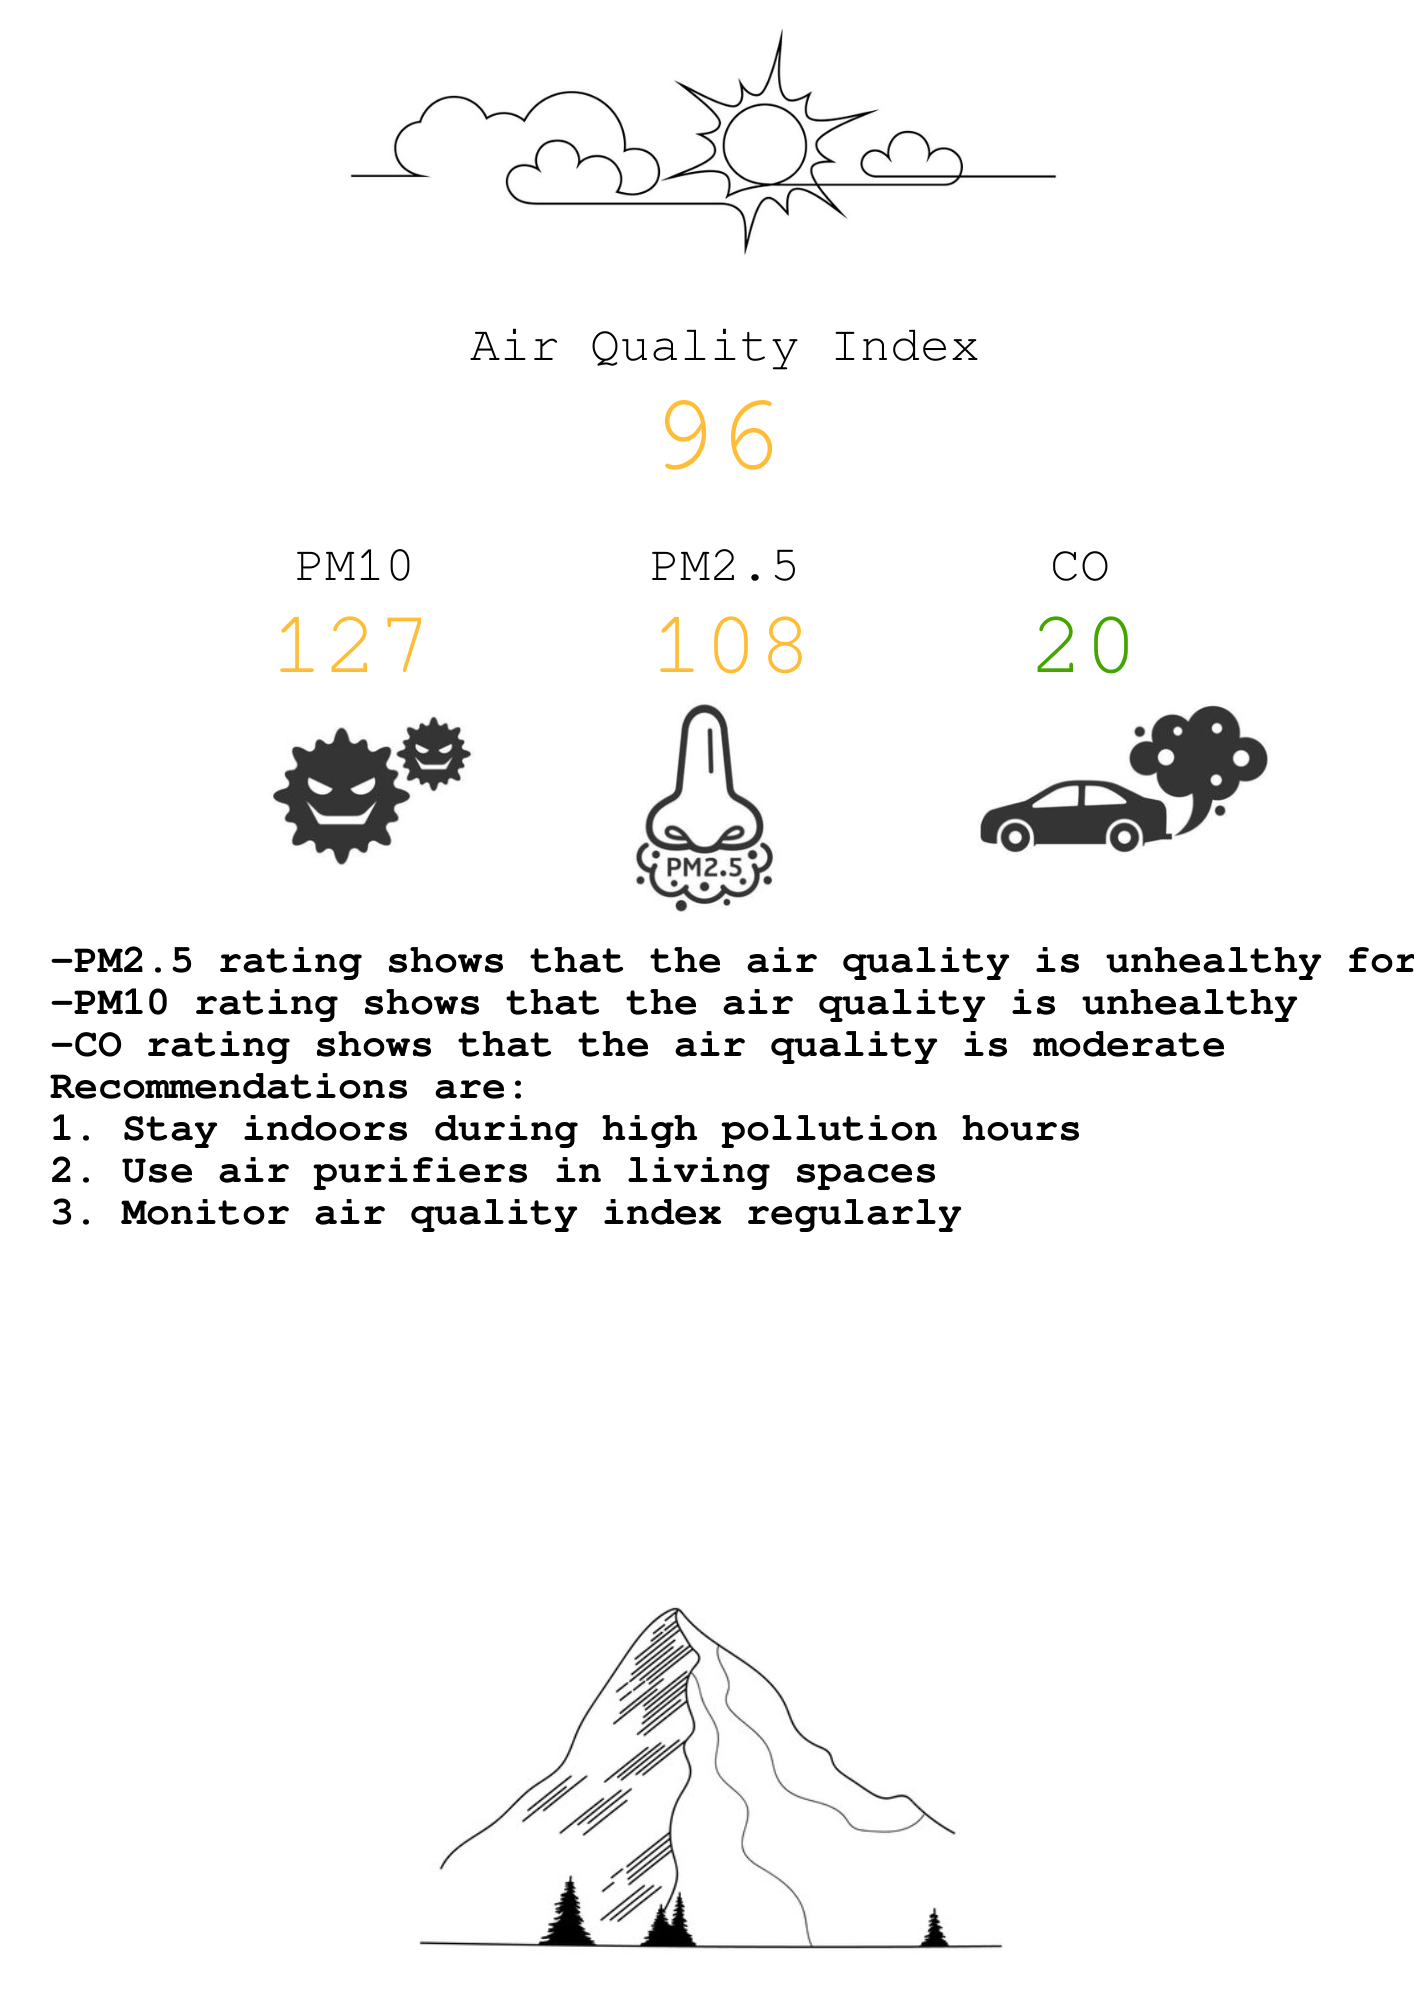 Air Quality Index
96
PM10 PM2.5 CO
127 108 20
PM2.5
-PM2.5 rating shows that the air quality is unhealthy for
-PM10 rating shows that the air quality is unhealthy
-CO rating shows that the air quality is moderate
Recommendations are:
1. Stay indoors during high pollution hours
2. Use air purifiers in living spaces
3. Monitor air quality index regularly